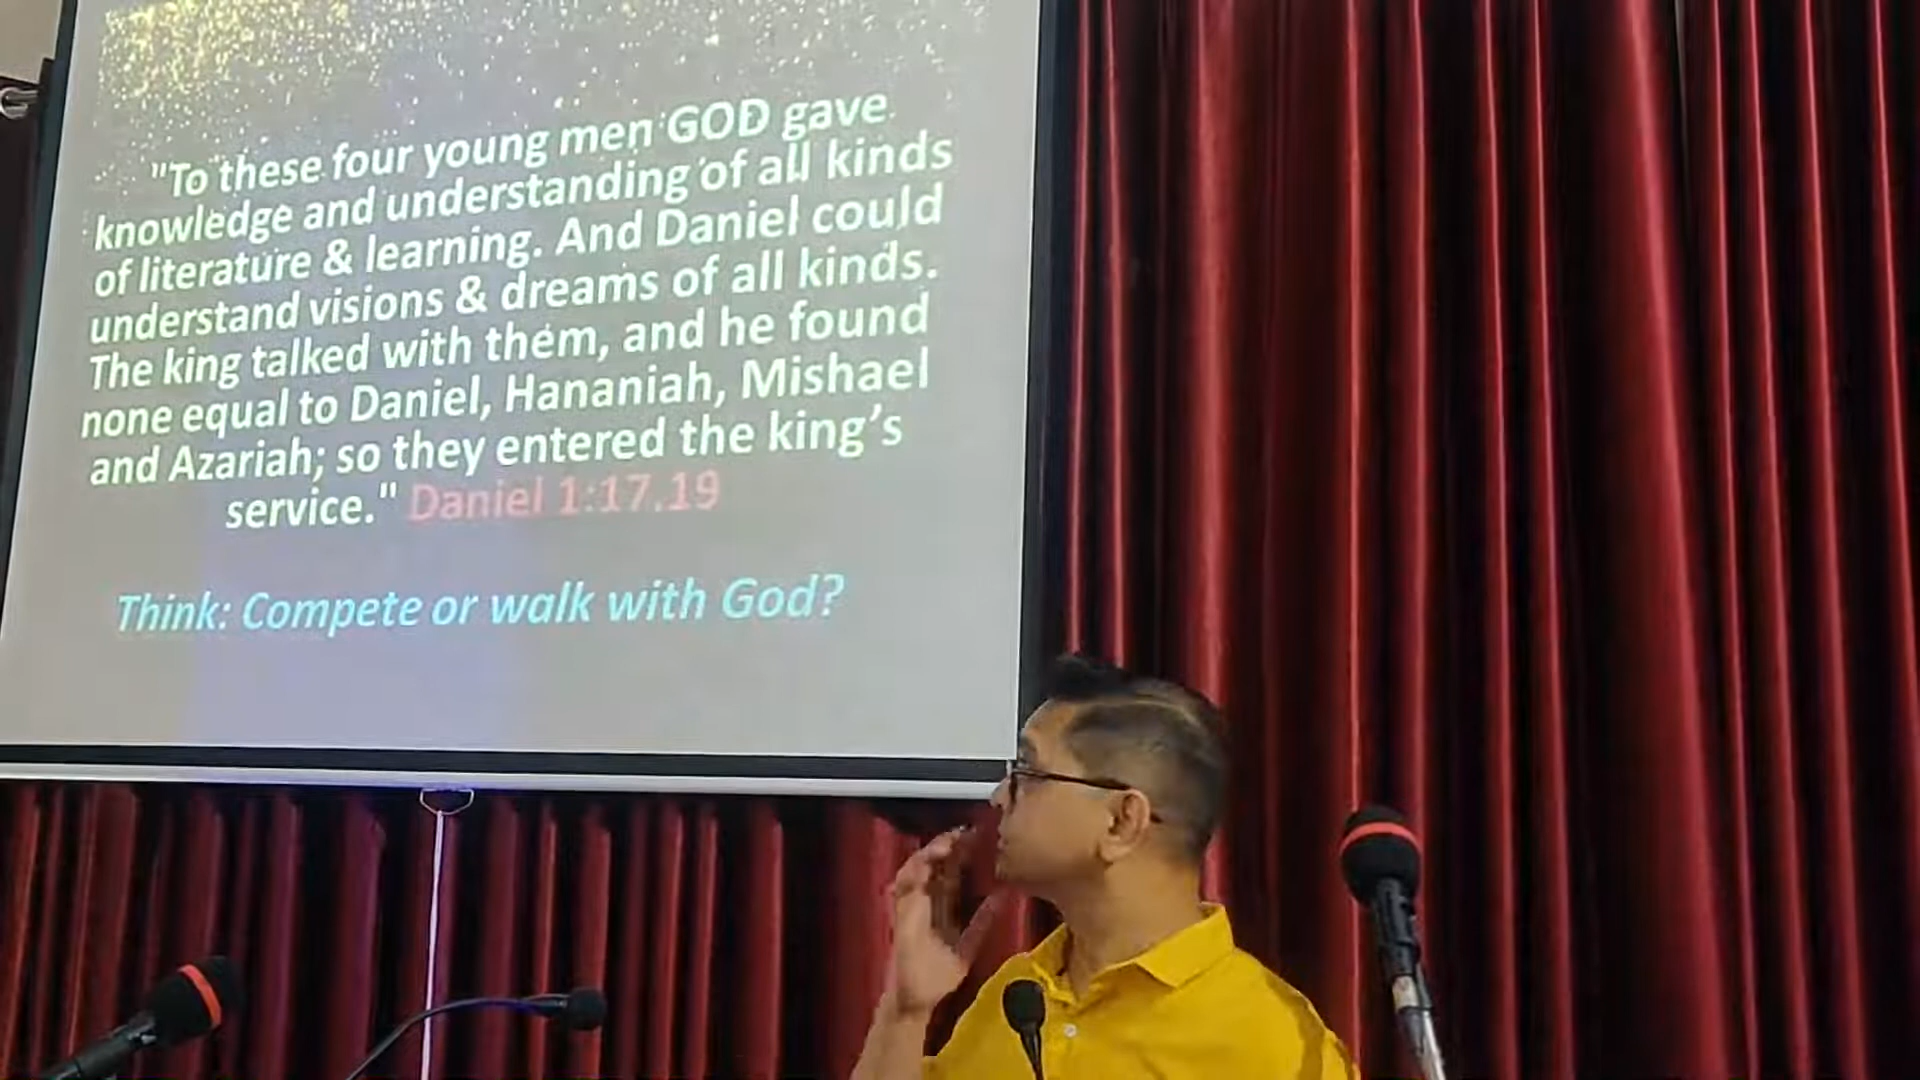 "To these four young men GOD gave
knowledge and understanding of all kinds
of literature & learning. And Daniel could
understand visions & dreams of all kinds.
The king talked with them, and he found
none equal to Daniel, Hananiah, Mishael
and Azariah; so they entered the king’s
service." Daniel 1:17,19
Think: Compete or walk with God?